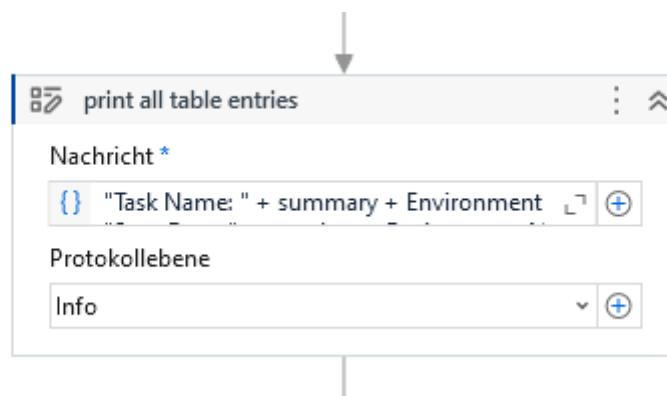 print all table entries
Nachricht *
{} "Task Name: " + summary + Environment
Protokollebene
Info